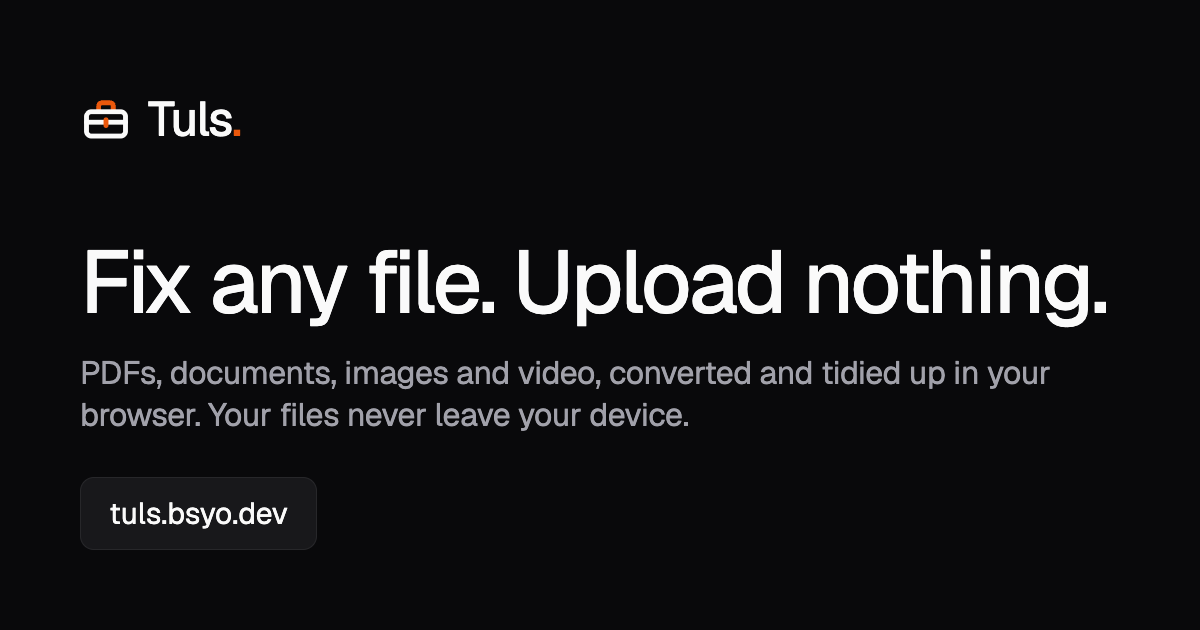 Tuls.
Fix any file. Upload nothing.
PDFs, documents, images and video, converted and tidied up in your
browser. Your files never leave your device.
tuls.bsyo.dev